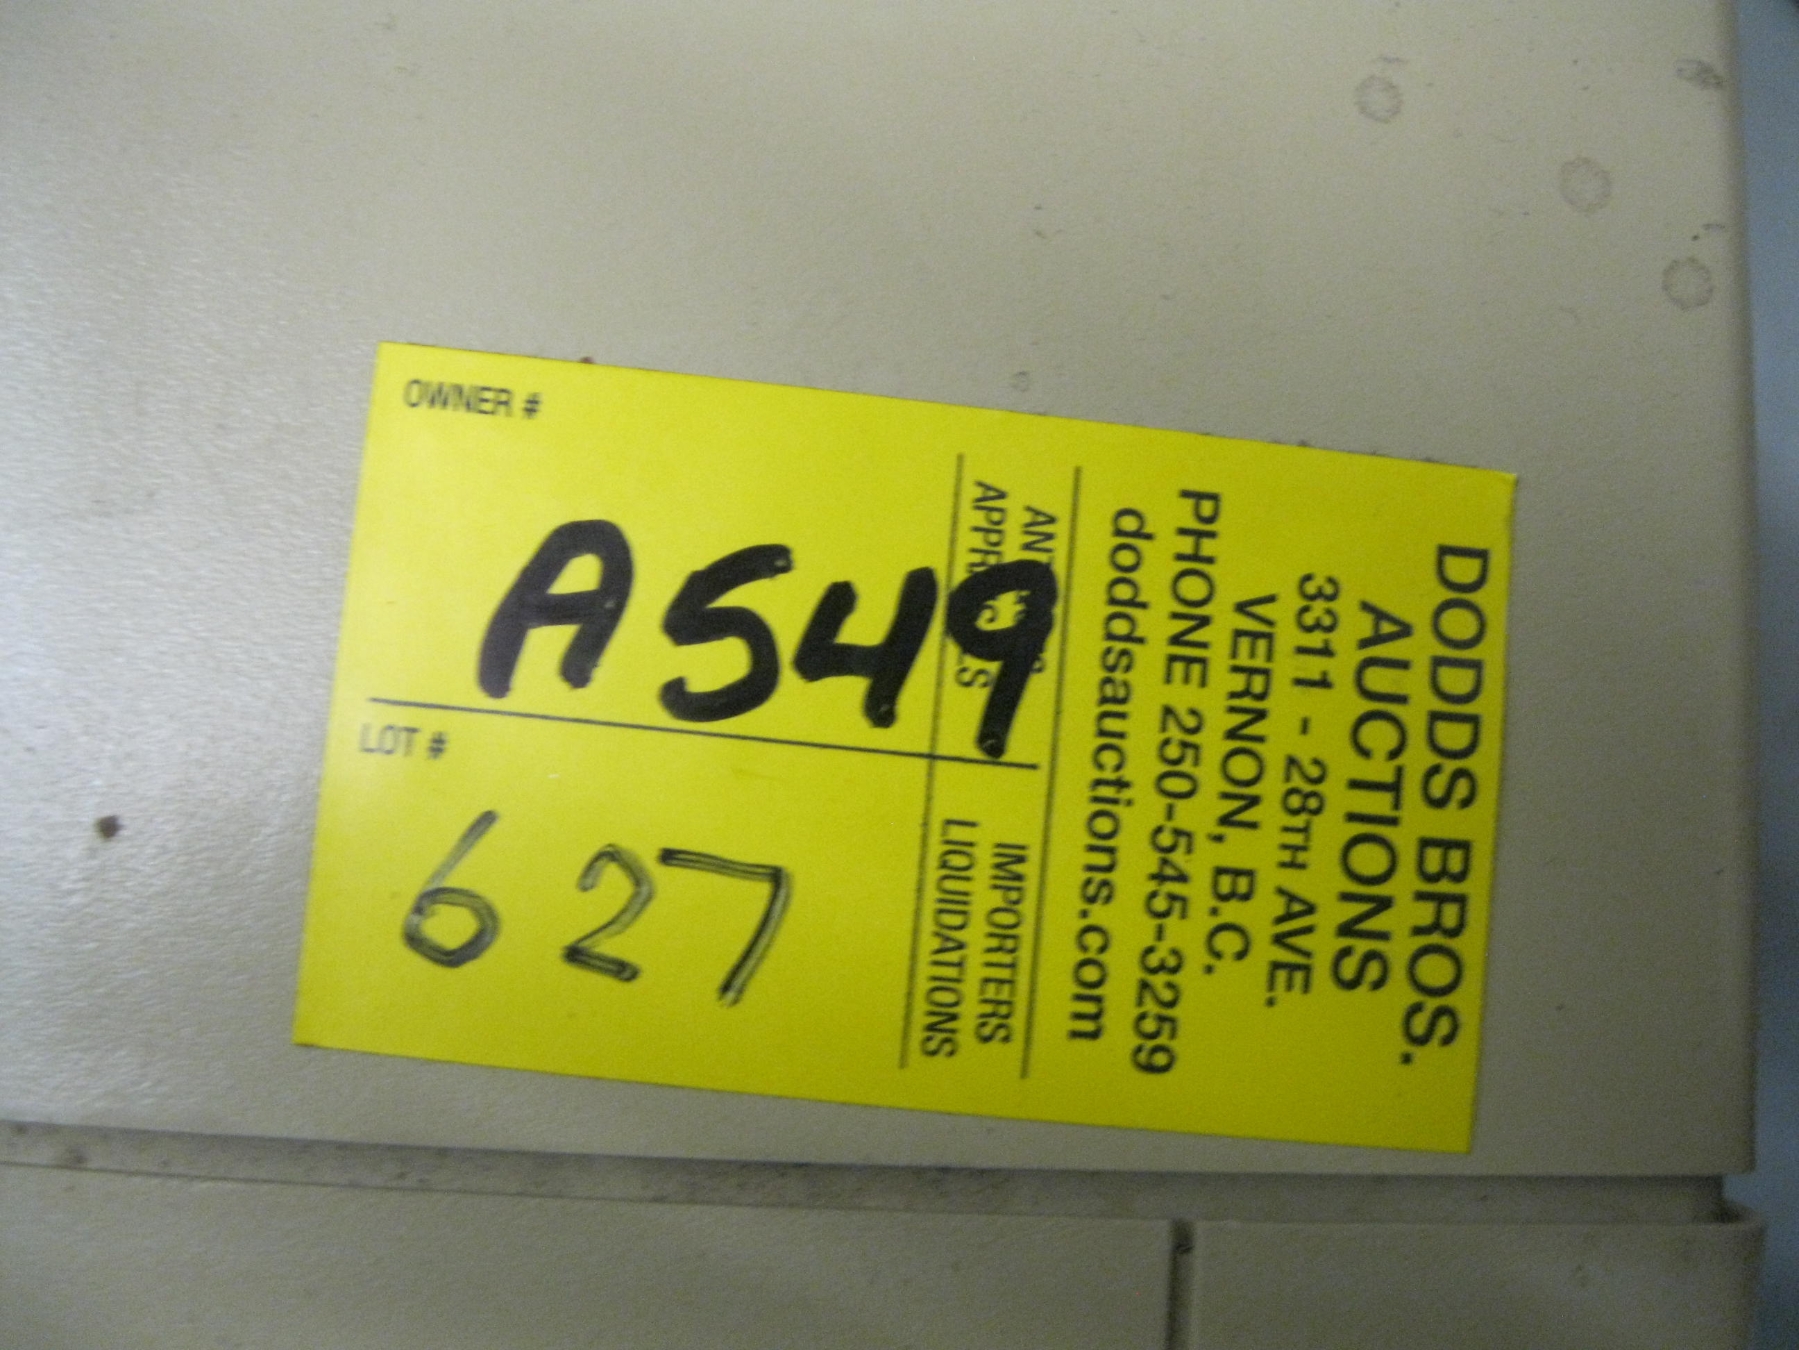 DODDS BROS.
AUCTIONS
3311 - 28TH AVE.
VERNON, B.C.
PHONE 250-545-3259
doddsauctions.com
IMPORTERS
LIQUIDATIONS
OWNER #
A549
LOT #
627